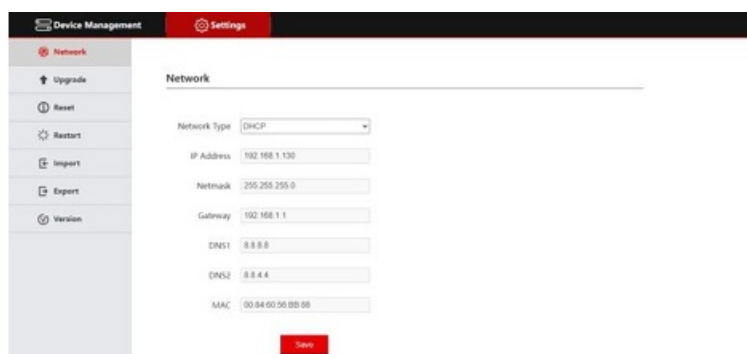 Device Management
Settings
Network
Upgrade
Reset
Restart
Import
Export
Version
Network
Network Type DHCP
IP Address 192.168.1.130
Netmask 255.255.255.0
Gateway 192.168.1.1
DNS1 8.8.8.8
DNS2 8.8.4.4
MAC 00:84:60:56:BB:68
Save